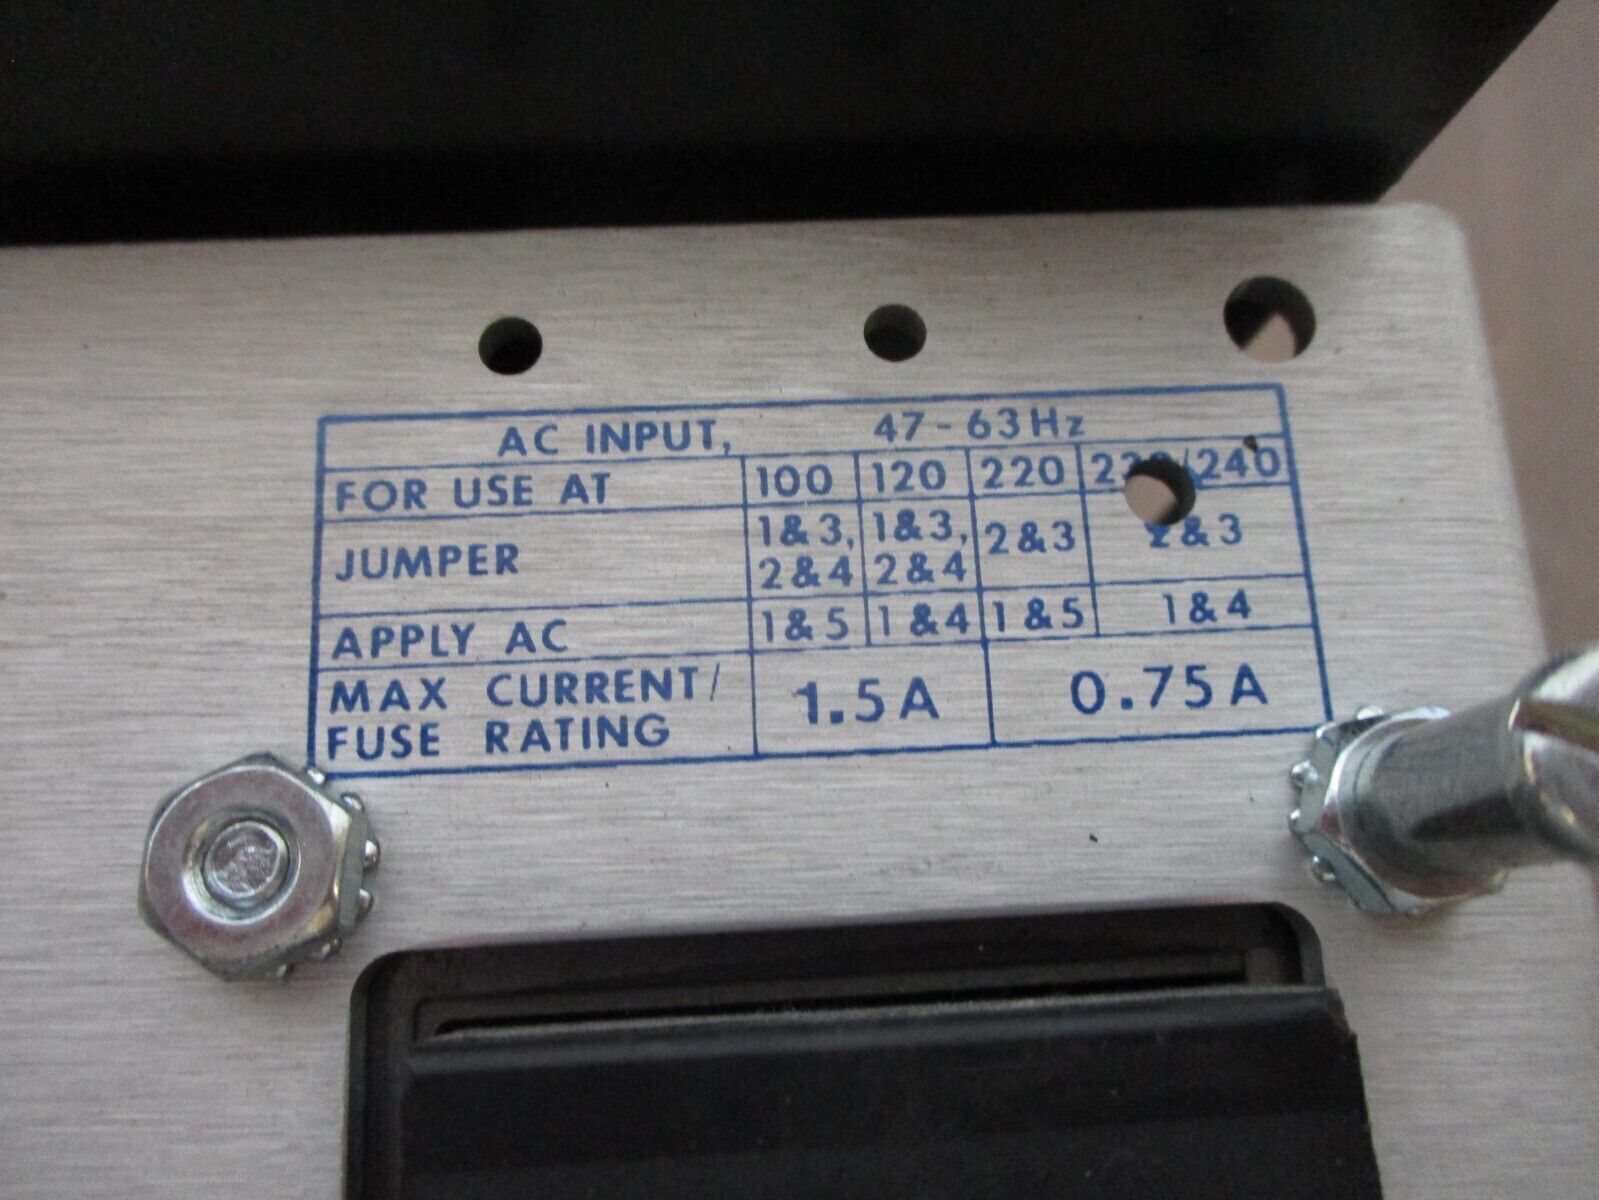 AC INPUT, 47-63Hz
FOR USE AT 100 120 220 230/240
JUMPER 1&3, 2&4 1&3, 2&4 2&3 2&3
APPLY AC 1&5 1&4 1&5 1&4
MAX CURRENT/ FUSE RATING 1.5A 0.75A